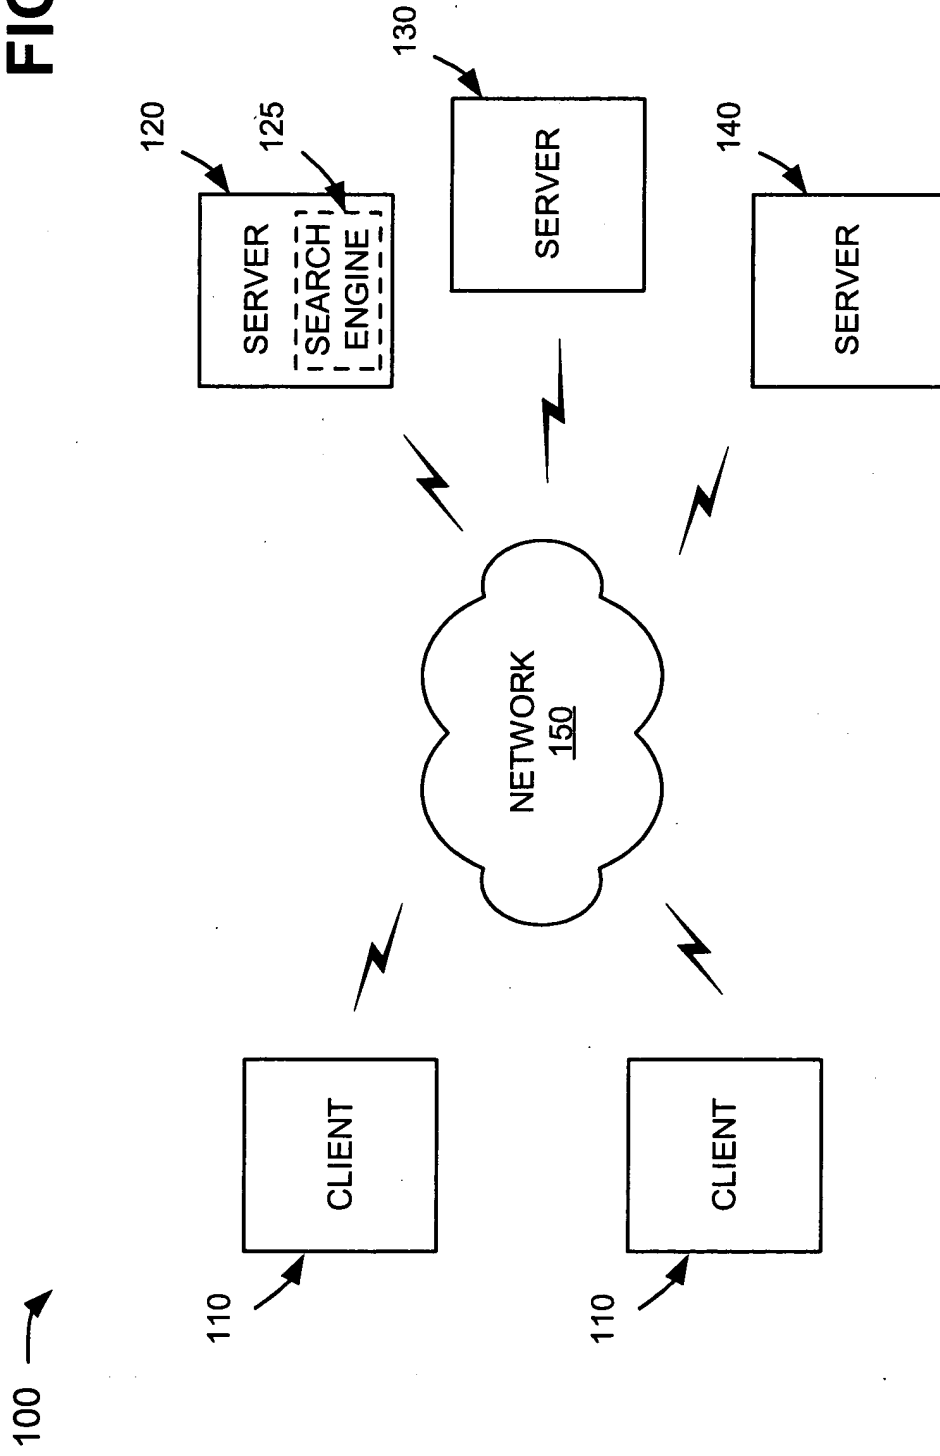 FIG
100
110
CLIENT
110
CLIENT
NETWORK
150
120
SERVER
125
SEARCH
ENGINE
130
SERVER
140
SERVER